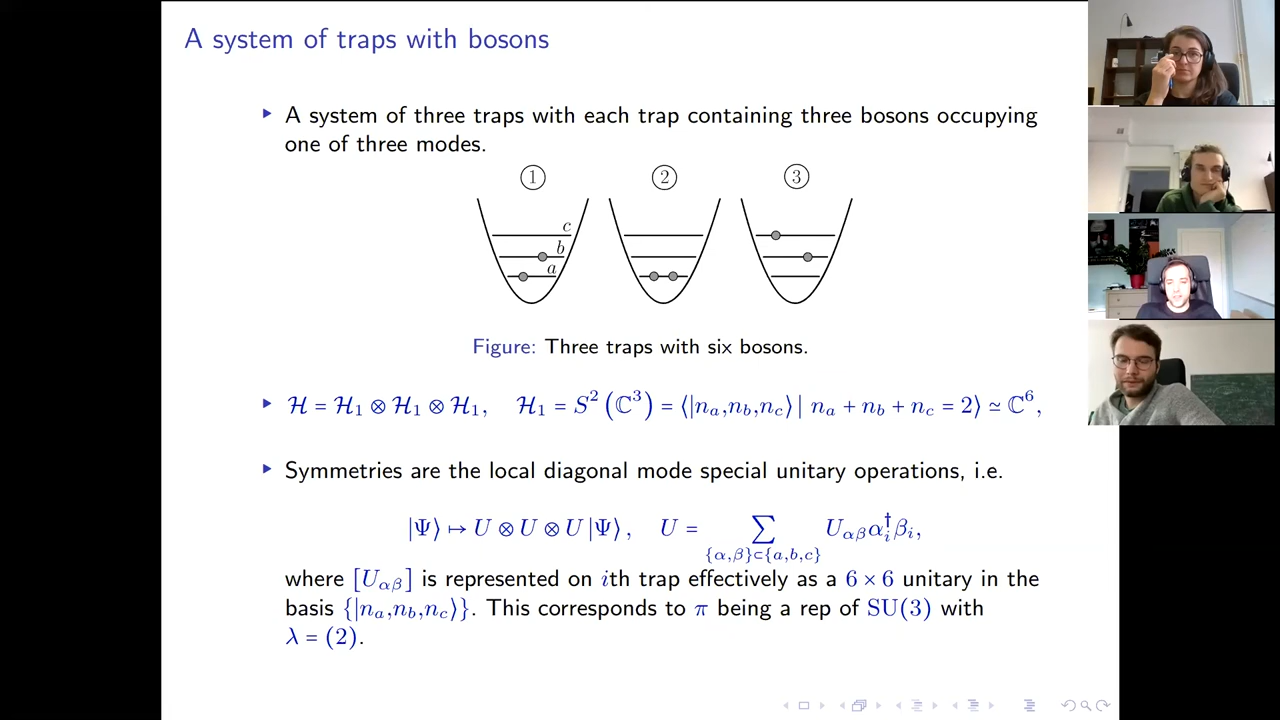 A system of traps with bosons
▸ A system of three traps with each trap containing three bosons occupying
one of three modes.
① ② ③
c
b
a
Figure: Three traps with six bosons.
▸ ℋ = ℋ₁ ⊗ ℋ₁ ⊗ ℋ₁, ℋ₁ = S²(ℂ³) = ⟨|n_a,n_b,n_c⟩ | n_a + n_b + n_c = 2⟩ ≃ ℂ⁶,
▸ Symmetries are the local diagonal mode special unitary operations, i.e.
|Ψ⟩ ↦ U ⊗ U ⊗ U |Ψ⟩, U = ∑_{{α,β}⊂{a,b,c}} U_{αβ} α_i^† β_i,
where [U_{αβ}] is represented on ith trap effectively as a 6 × 6 unitary in the
basis {|n_a,n_b,n_c⟩}. This corresponds to π being a rep of SU(3) with
λ = (2).